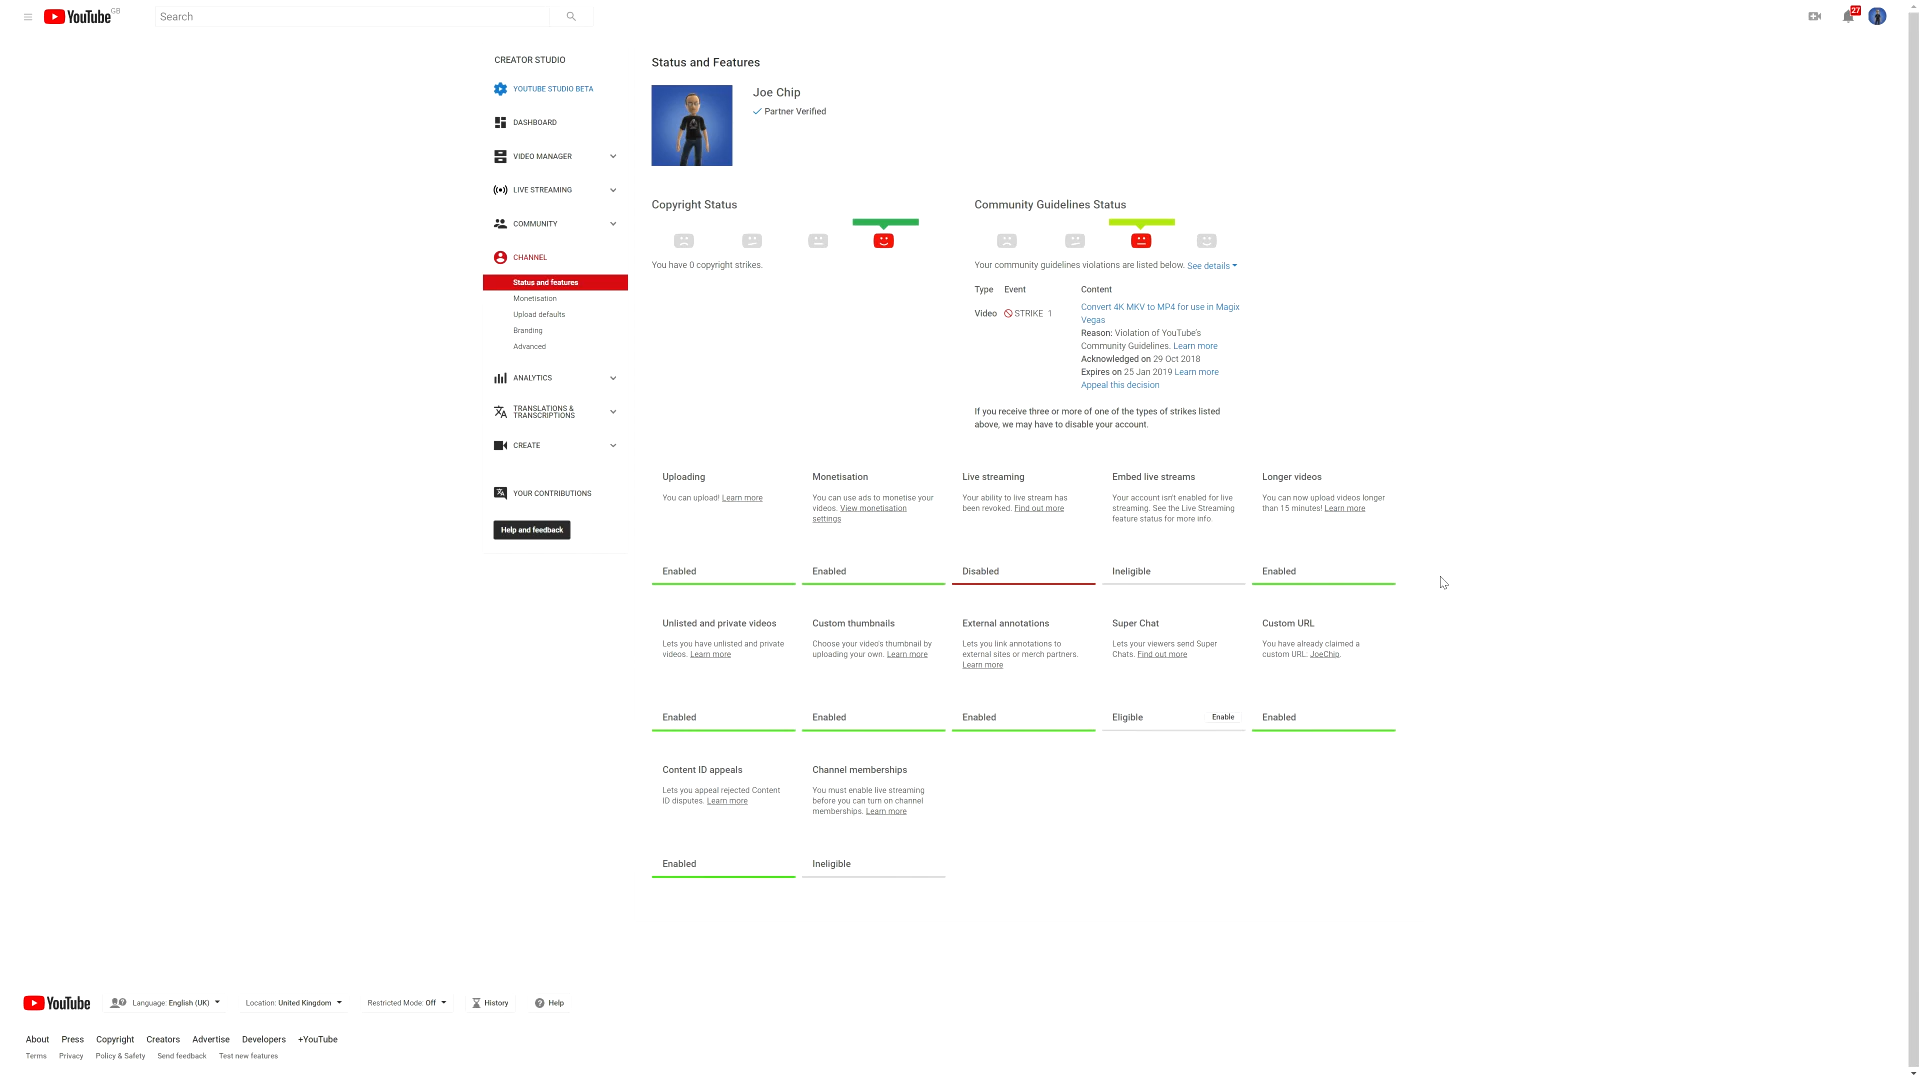 YouTube GB
Search
27
CREATOR STUDIO
YOUTUBE STUDIO BETA
DASHBOARD
VIDEO MANAGER
LIVE STREAMING
COMMUNITY
CHANNEL
Status and features
Monetisation
Upload defaults
Branding
Advanced
ANALYTICS
TRANSLATIONS &
TRANSCRIPTIONS
CREATE
YOUR CONTRIBUTIONS
Help and feedback
Status and Features
Joe Chip
Partner Verified
Copyright Status
You have 0 copyright strikes.
Community Guidelines Status
Your community guidelines violations are listed below. See details
Type Event Content
Video STRIKE 1
Convert 4K MKV to MP4 for use in Magix
Vegas
Reason: Violation of YouTube's
Community Guidelines. Learn more
Acknowledged on 29 Oct 2018
Expires on 25 Jan 2019 Learn more
Appeal this decision
If you receive three or more of one of the types of strikes listed
above, we may have to disable your account.
Uploading
You can upload! Learn more
Enabled
Monetisation
You can use ads to monetise your
videos. View monetisation
settings
Enabled
Live streaming
Your ability to live stream has
been revoked. Find out more
Disabled
Embed live streams
Your account isn't enabled for live
streaming. See the Live Streaming
feature status for more info
Ineligible
Longer videos
You can now upload videos longer
than 15 minutes! Learn more
Enabled
Unlisted and private videos
Lets you have unlisted and private
videos. Learn more
Enabled
Custom thumbnails
Choose your video's thumbnail by
uploading your own. Learn more
Enabled
External annotations
Lets you link annotations to
external sites or merch partners.
Learn more
Enabled
Super Chat
Lets your viewers send Super
Chats. Find out more
Eligible Enable
Custom URL
You have already claimed a
custom URL: JoeChip.
Enabled
Content ID appeals
Lets you appeal rejected Content
ID disputes. Learn more
Enabled
Channel memberships
You must enable live streaming
before you can turn on channel
memberships. Learn more
Ineligible
YouTube Language: English (UK) Location: United Kingdom Restricted Mode: Off History Help
About Press Copyright Creators Advertise Developers +YouTube
Terms Privacy Policy & Safety Send feedback Test new features